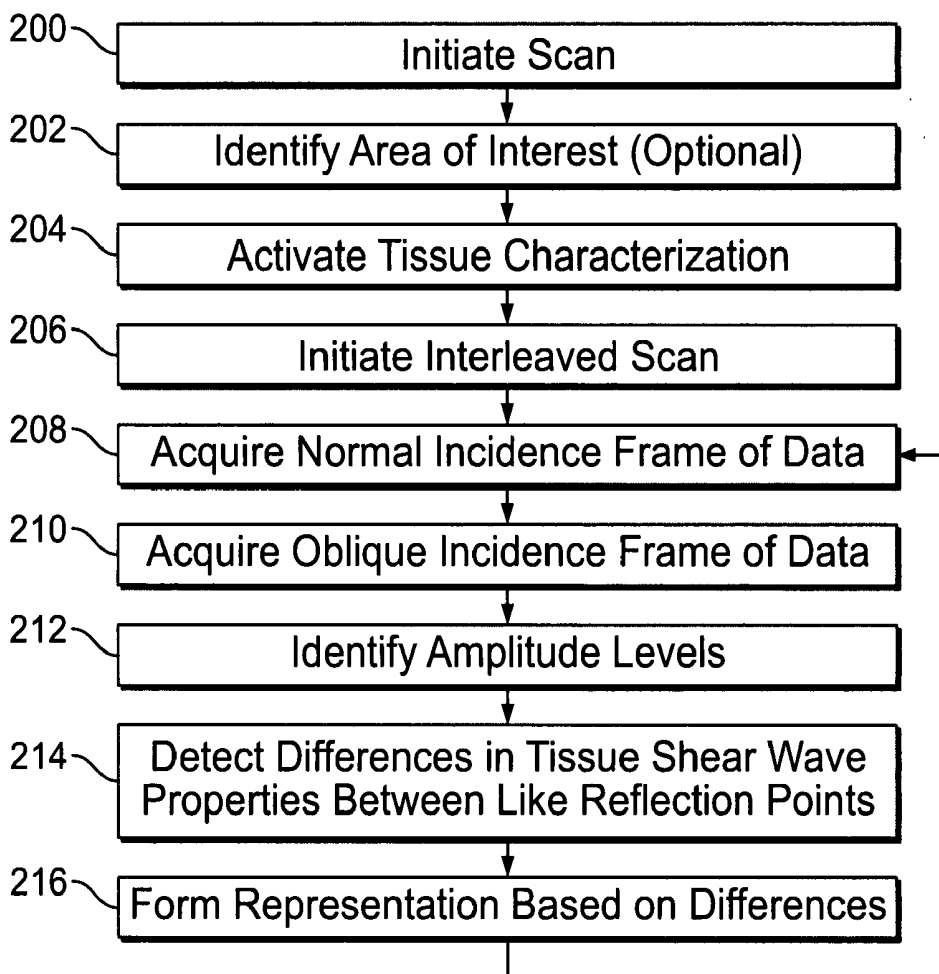 200
Initiate Scan
202
Identify Area of Interest (Optional)
204
Activate Tissue Characterization
206
Initiate Interleaved Scan
208
Acquire Normal Incidence Frame of Data
210
Acquire Oblique Incidence Frame of Data
212
Identify Amplitude Levels
214
Detect Differences in Tissue Shear Wave
Properties Between Like Reflection Points
216
Form Representation Based on Differences